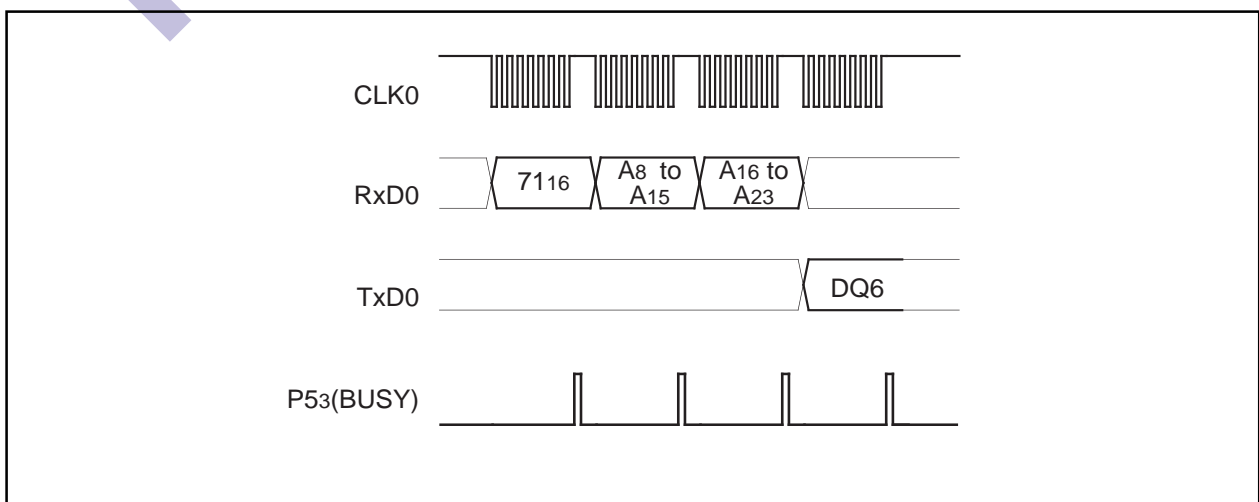 CLK0
RxD0
7116
A8 to
A15
A16 to
A23
TxD0
DQ6
P53(BUSY)